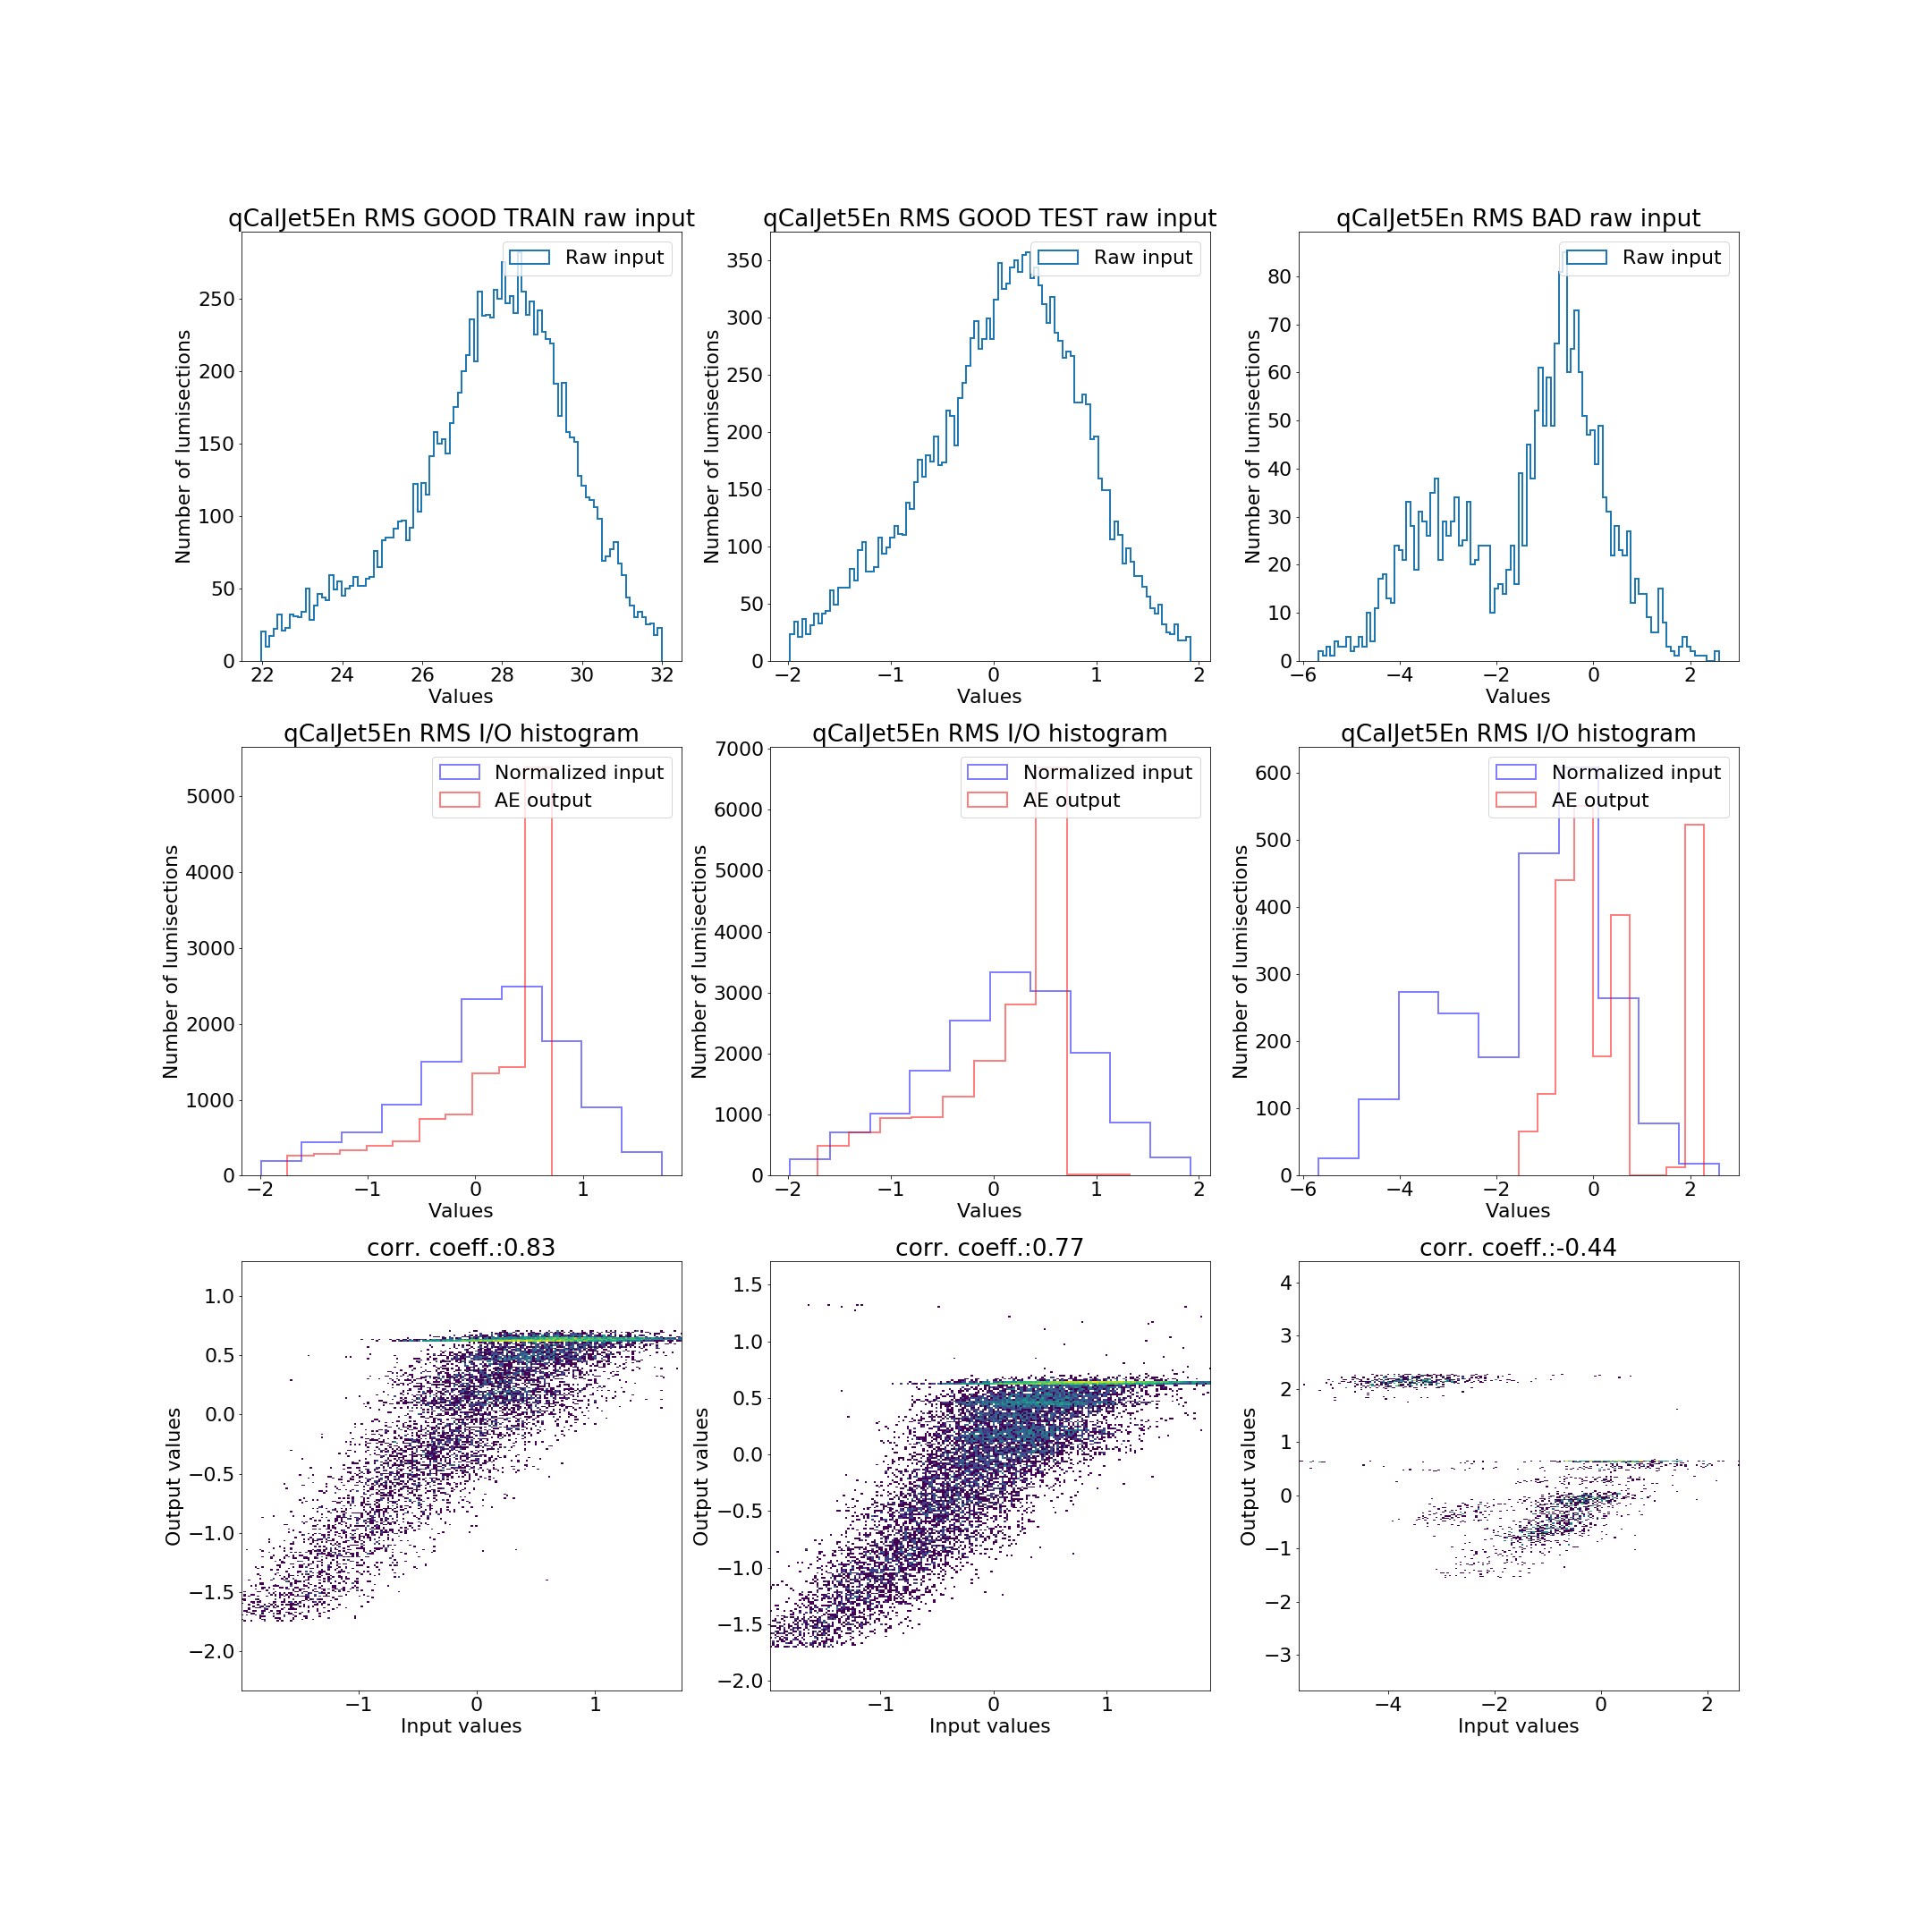 qCalJet5En RMS GOOD TRAIN raw input
Raw input
Number of lumisections
250
200
150
100
50
0
22 24 26 28 30 32
Values
qCalJet5En RMS GOOD TEST raw input
Raw input
Number of lumisections
350
300
250
200
150
100
50
0
−2 −1 0 1 2
Values
qCalJet5En RMS BAD raw input
Raw input
Number of lumisections
80
70
60
50
40
30
20
10
0
−6 −4 −2 0 2
Values
qCalJet5En RMS I/O histogram
Normalized input
AE output
Number of lumisections
5000
4000
3000
2000
1000
0
−2 −1 0 1
Values
qCalJet5En RMS I/O histogram
Normalized input
AE output
Number of lumisections
7000
6000
5000
4000
3000
2000
1000
0
−2 −1 0 1 2
Values
qCalJet5En RMS I/O histogram
Normalized input
AE output
Number of lumisections
600
500
400
300
200
100
0
−6 −4 −2 0 2
Values
corr. coeff.:0.83
Output values
1.0
0.5
0.0
−0.5
−1.0
−1.5
−2.0
−1 0 1
Input values
corr. coeff.:0.77
Output values
1.5
1.0
0.5
0.0
−0.5
−1.0
−1.5
−2.0
−1 0 1
Input values
corr. coeff.:-0.44
Output values
4
3
2
1
0
−1
−2
−3
−4 −2 0 2
Input values